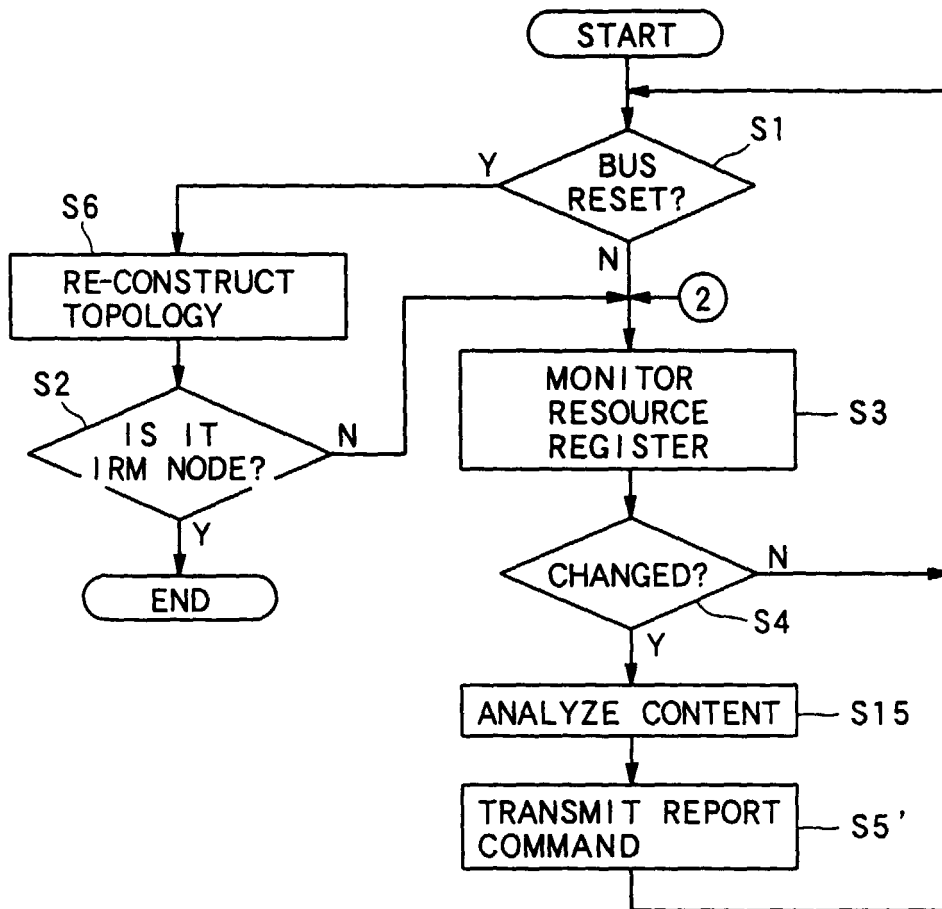 START
S1
BUS
RESET?
Y
N
S6
RE-CONSTRUCT
TOPOLOGY
2
S2
IS IT
IRM NODE?
N
Y
END
MONITOR
RESOURCE
REGISTER
S3
CHANGED?
N
S4
Y
ANALYZE CONTENT
S15
TRANSMIT REPORT
COMMAND
S5'